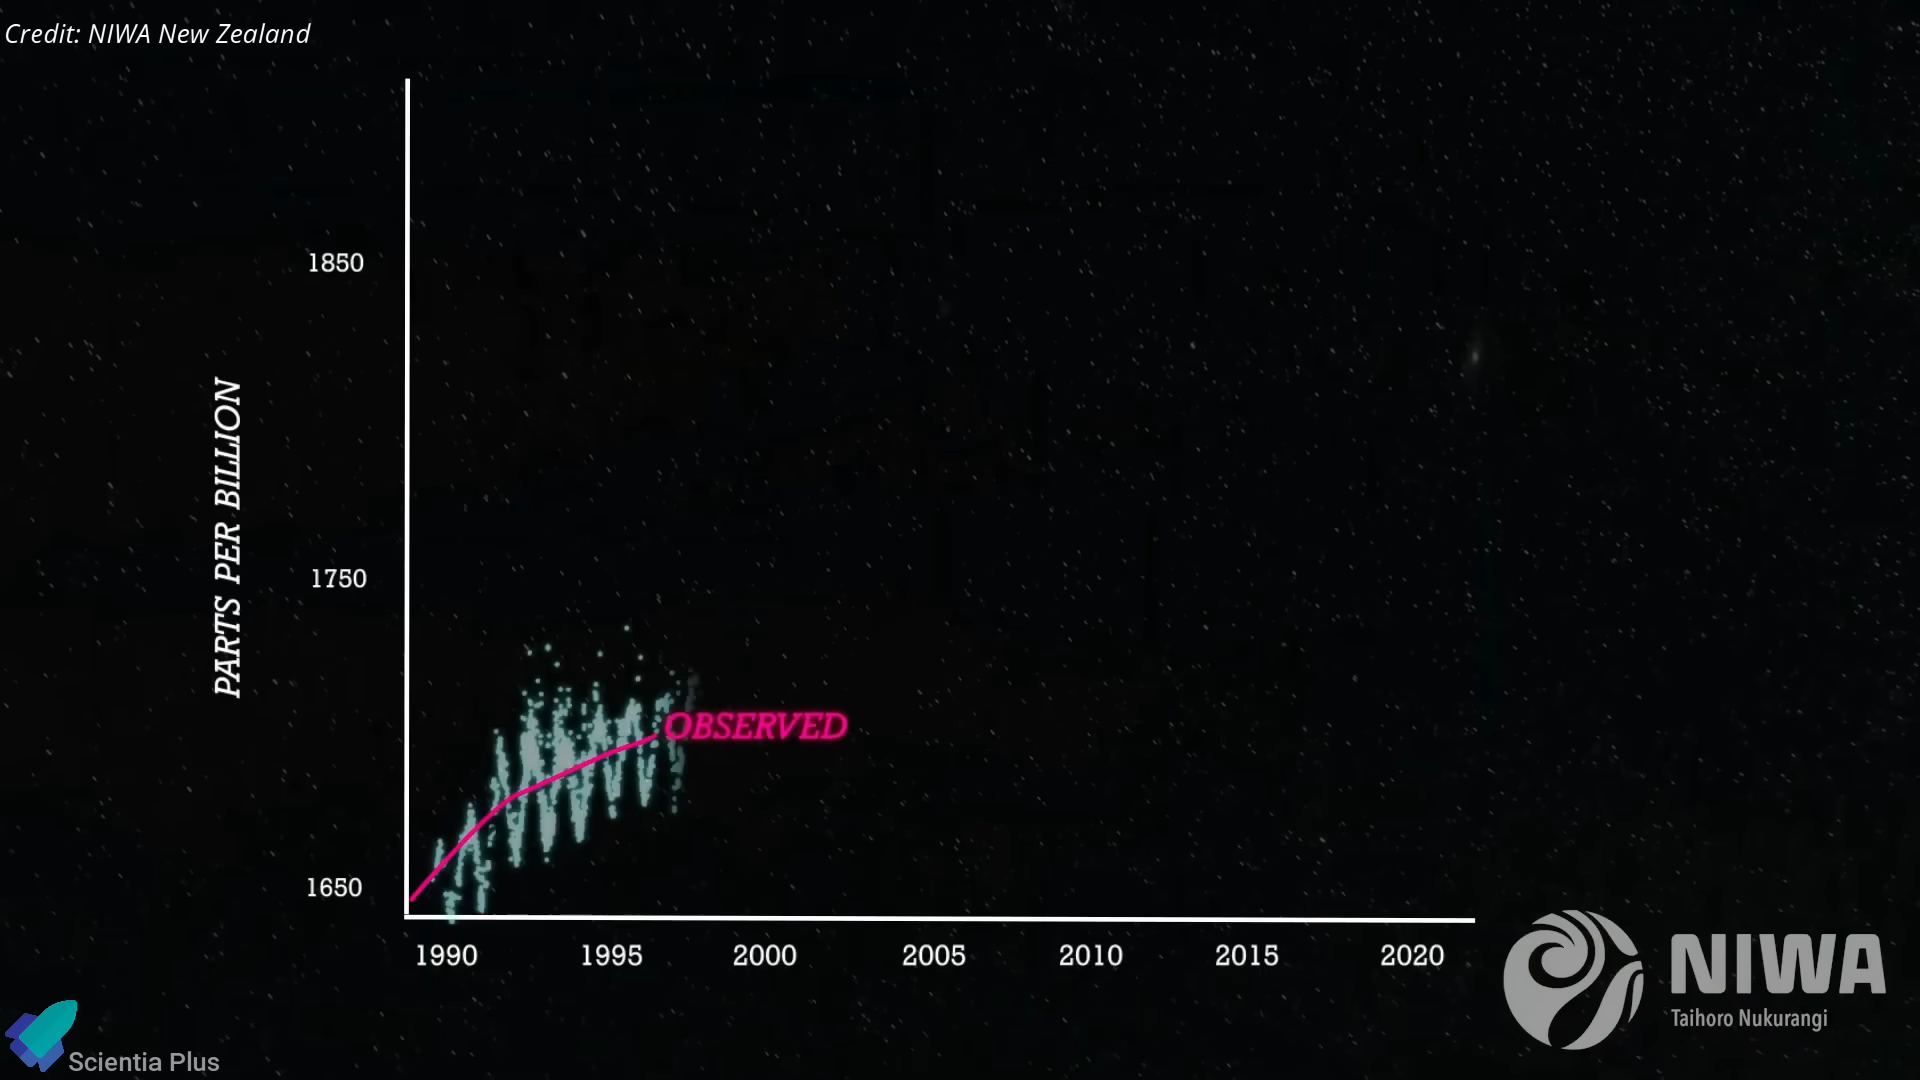 Credit: NIWA New Zealand
1850
PARTS PER BILLION
1750
OBSERVED
1650
1990 1995 2000 2005 2010 2015 2020
NIWA
Taihoro Nukurangi
Scientia Plus